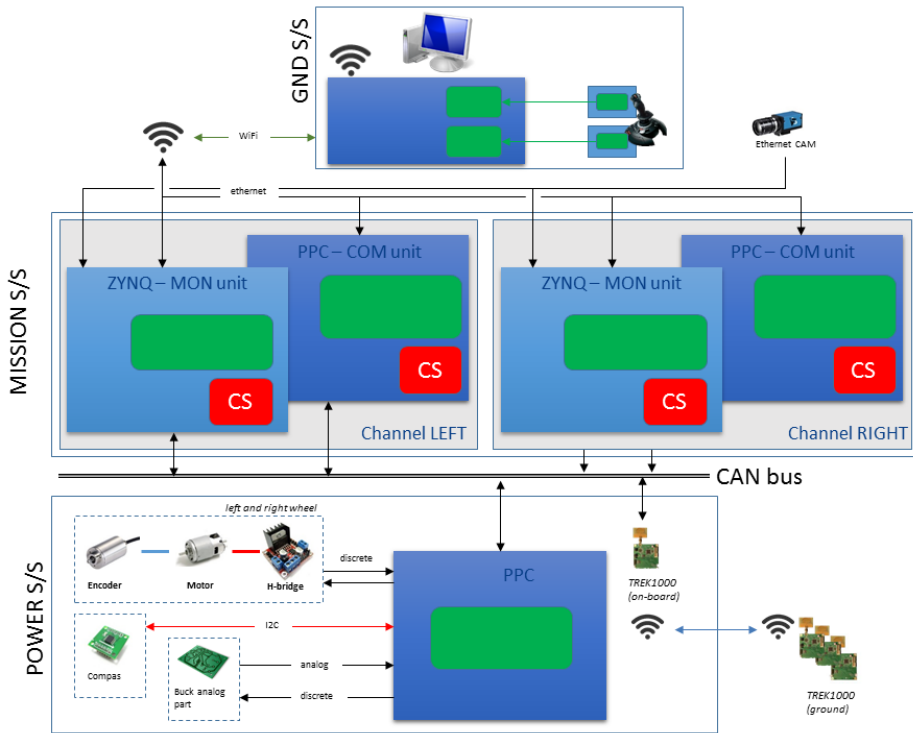 GND S/S
WiFi
Ethernet CAM
ethernet
MISSION S/S
PPC – COM unit
ZYNQ – MON unit
CS
CS
Channel LEFT
PPC – COM unit
ZYNQ – MON unit
CS
CS
Channel RIGHT
CAN bus
POWER S/S
left and right wheel
Encoder
Motor
H-bridge
discrete
PPC
TREK1000
(on-board)
I2C
Compas
Buck analog
part
analog
discrete
TREK1000
(ground)